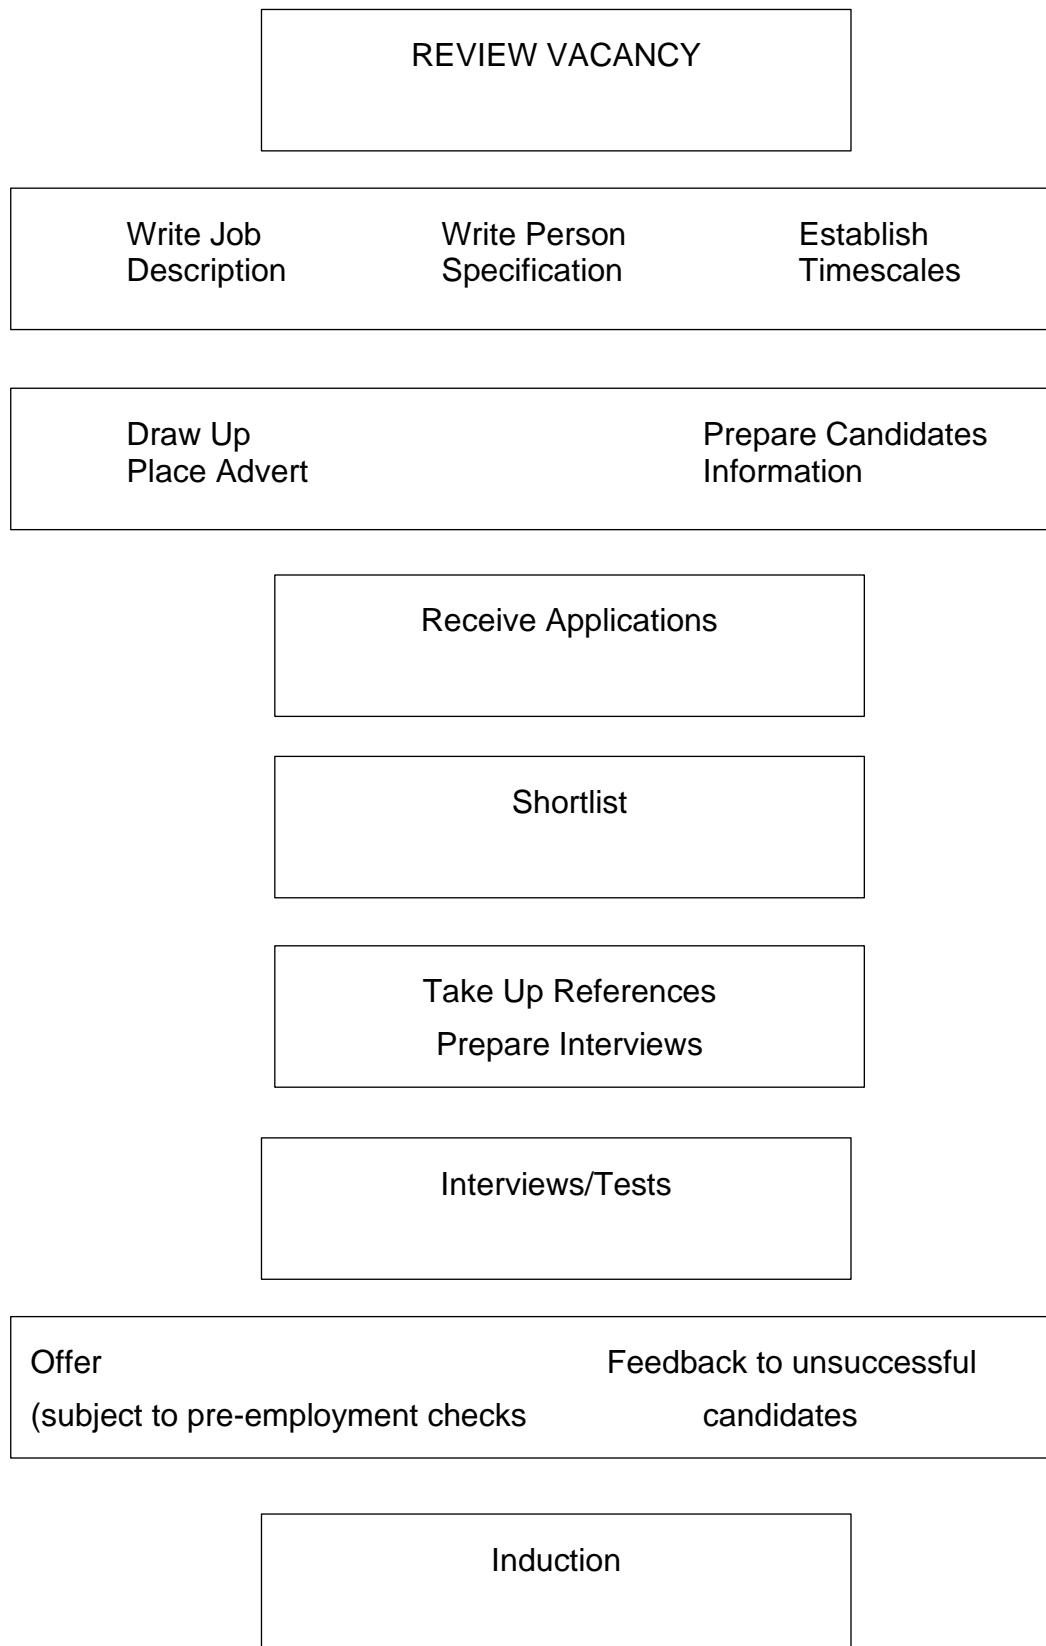 REVIEW VACANCY
Write Job Write Person Establish
Description Specification Timescales
Draw Up Prepare Candidates
Place Advert Information
Receive Applications
Shortlist
Take Up References
Prepare Interviews
Interviews/Tests
Offer Feedback to unsuccessful
(subject to pre-employment checks candidates
Induction